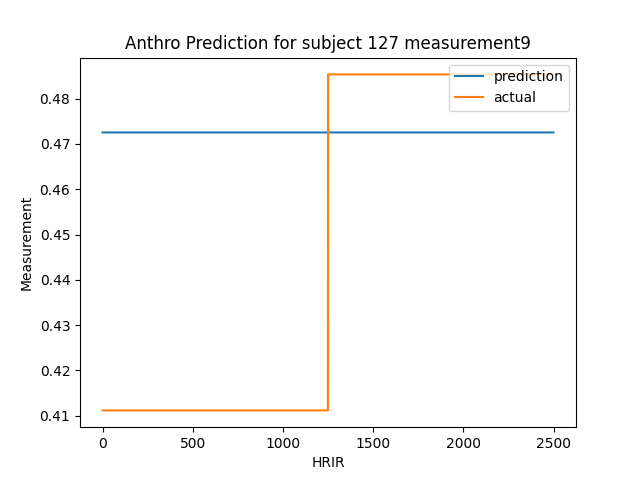 Anthro Prediction for subject 127 measurement9
prediction
actual
0.48
0.47
0.46
0.45
0.44
0.43
0.42
0.41
Measurement
0 500 1000 1500 2000 2500
HRIR